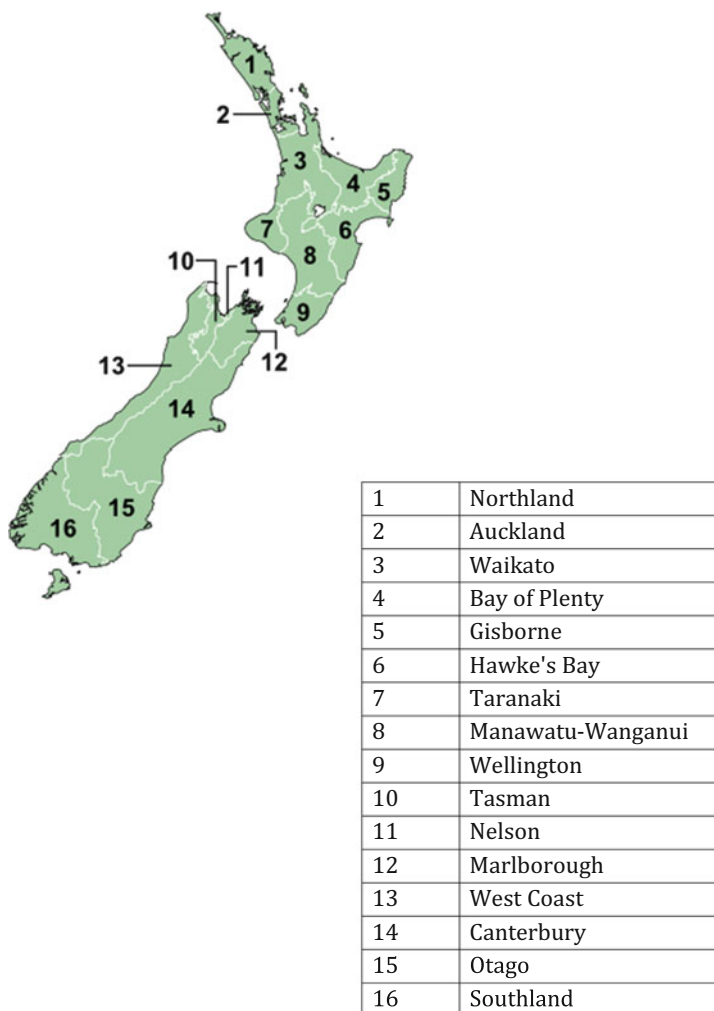 1
2
3
4
5
7
6
8
10
11
9
13
12
14
15
16
1 Northland
2 Auckland
3 Waikato
4 Bay of Plenty
5 Gisborne
6 Hawke's Bay
7 Taranaki
8 Manawatu-Wanganui
9 Wellington
10 Tasman
11 Nelson
12 Marlborough
13 West Coast
14 Canterbury
15 Otago
16 Southland